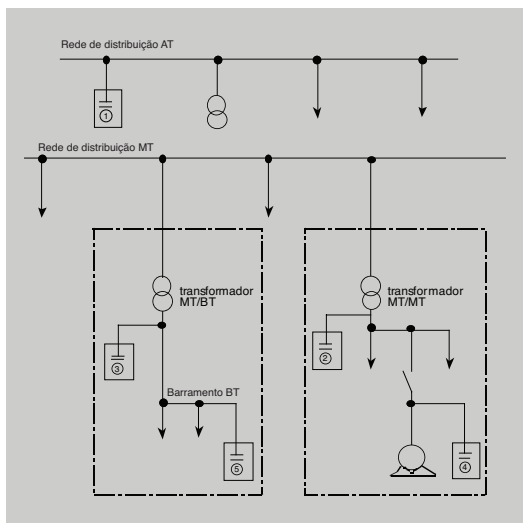 Rede de distribuição AT
1
Rede de distribuição MT
transformador
MT/BT
transformador
MT/MT
3
2
Barramento BT
5
4